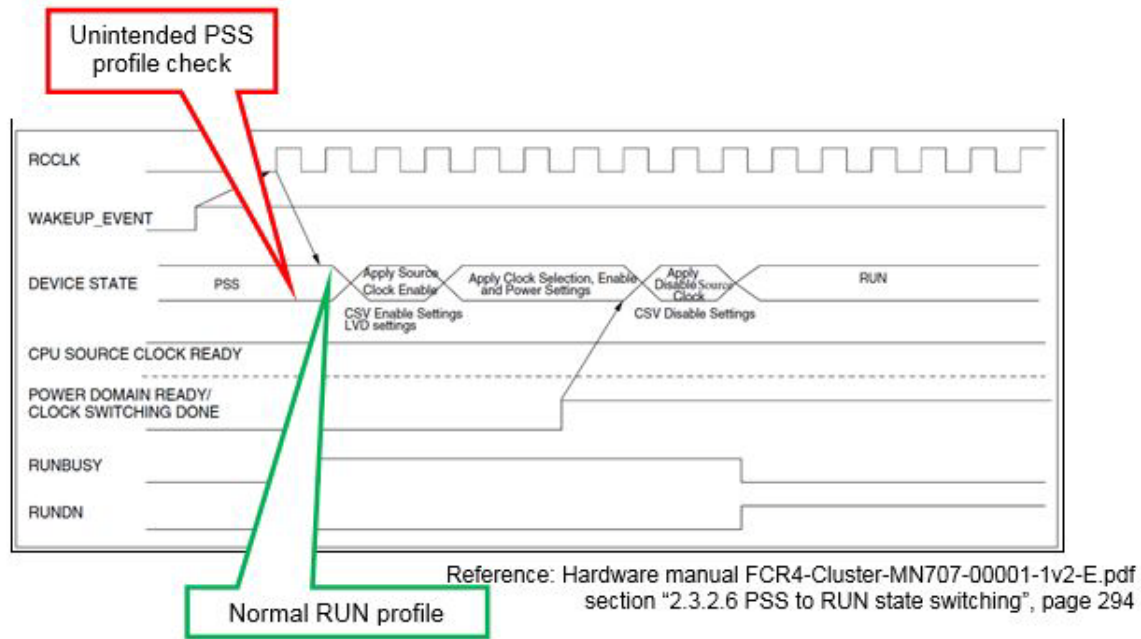 Unintended PSS
profile check
RCCLK
WAKEUP_EVENT
DEVICE STATE
PSS
Apply Source
Clock Enable
Apply Clock Selection, Enable
and Power Settings
Apply
Disable Source
Clock
RUN
CSV Enable Settings
LVD settings
CSV Disable Settings
CPU SOURCE CLOCK READY
POWER DOMAIN READY/
CLOCK SWITCHING DONE
RUNBUSY
RUNDN
Normal RUN profile
Reference: Hardware manual FCR4-Cluster-MN707-00001-1v2-E.pdf
section “2.3.2.6 PSS to RUN state switching”, page 294